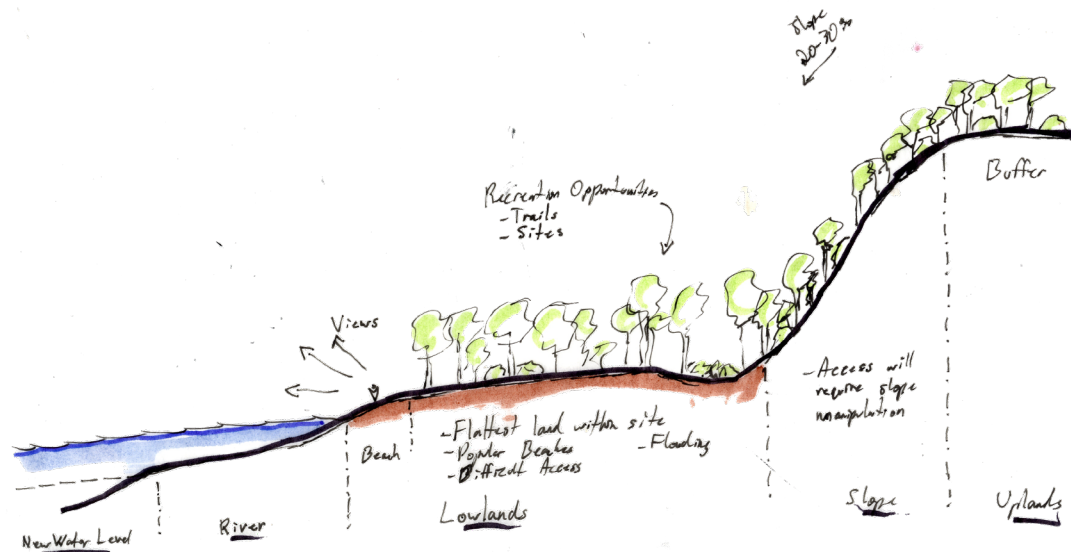 Slope
20-30%
Recreation Opportunities
- Trails
- Sites
Buffer
Views
- Access will
require slope
manipulation
Beach
- Flattest land within site
- Popular Beaches
- Difficult Access
- Flooding
New Water Level
River
Lowlands
Slope
Uplands